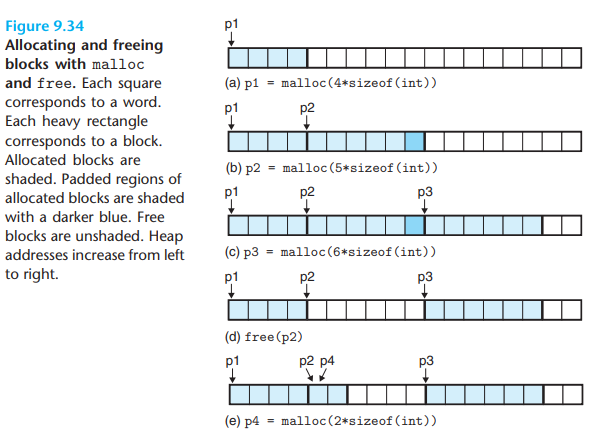 Figure 9.34
Allocating and freeing
blocks with malloc
and free. Each square
corresponds to a word.
Each heavy rectangle
corresponds to a block.
Allocated blocks are
shaded. Padded regions of
allocated blocks are shaded
with a darker blue. Free
blocks are unshaded. Heap
addresses increase from left
to right.
p1
(a) p1 = malloc(4*sizeof(int))
p1 p2
(b) p2 = malloc(5*sizeof(int))
p1 p2 p3
(c) p3 = malloc(6*sizeof(int))
p1 p2 p3
(d) free(p2)
p1 p2 p4 p3
(e) p4 = malloc(2*sizeof(int))